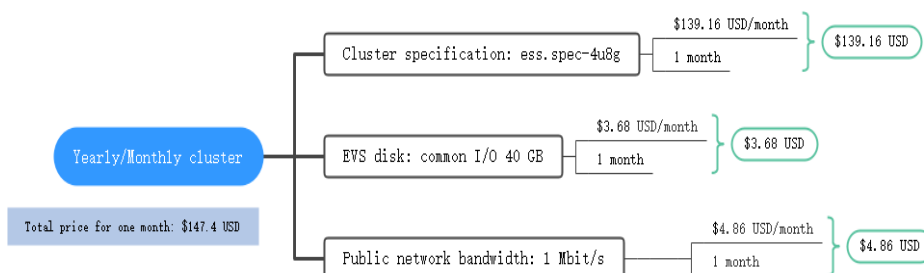 $139.16 USD/month
Cluster specification: ess.spec-4u8g
1 month
$139.16 USD
$3.68 USD/month
Yearly/Monthly cluster
EVS disk: common I/O 40 GB
1 month
$3.68 USD
Total price for one month: $147.4 USD
$4.86 USD/month
Public network bandwidth: 1 Mbit/s
1 month
$4.86 USD